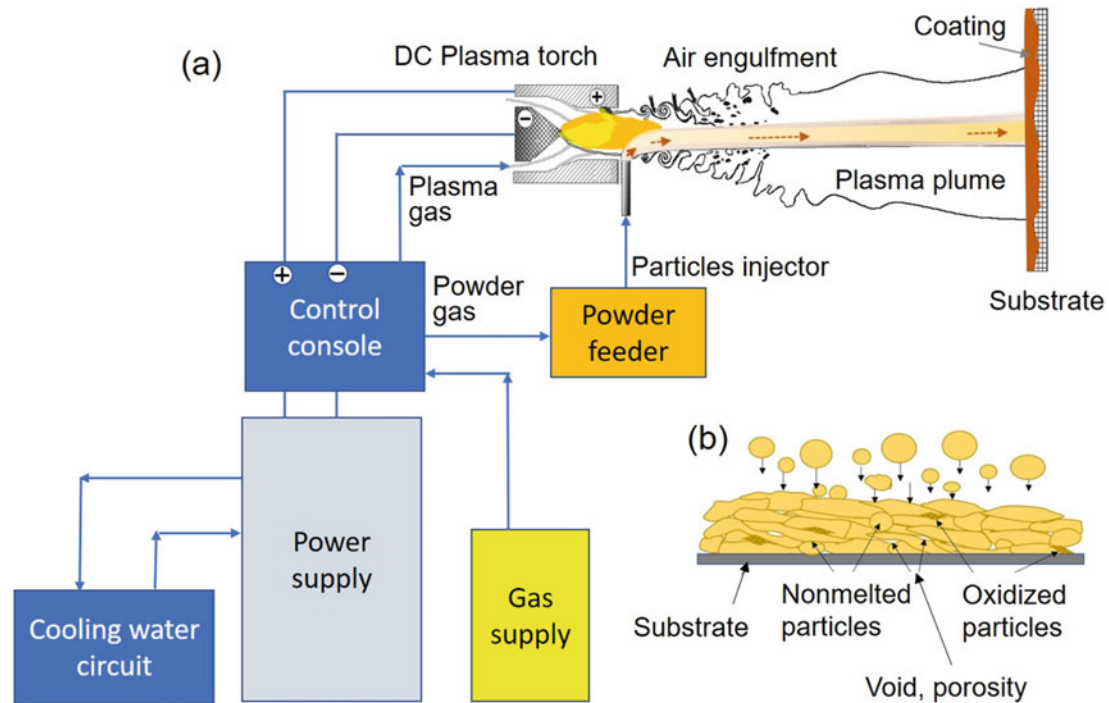 (a)
DC Plasma torch
Air engulfment
Coating
+
−
Plasma
gas
Plasma plume
Substrate
Particles injector
+
−
Control
console
Powder
gas
Powder
feeder
Power
supply
Gas
supply
Cooling water
circuit
(b)
Substrate
Nonmelted
particles
Oxidized
particles
Void, porosity